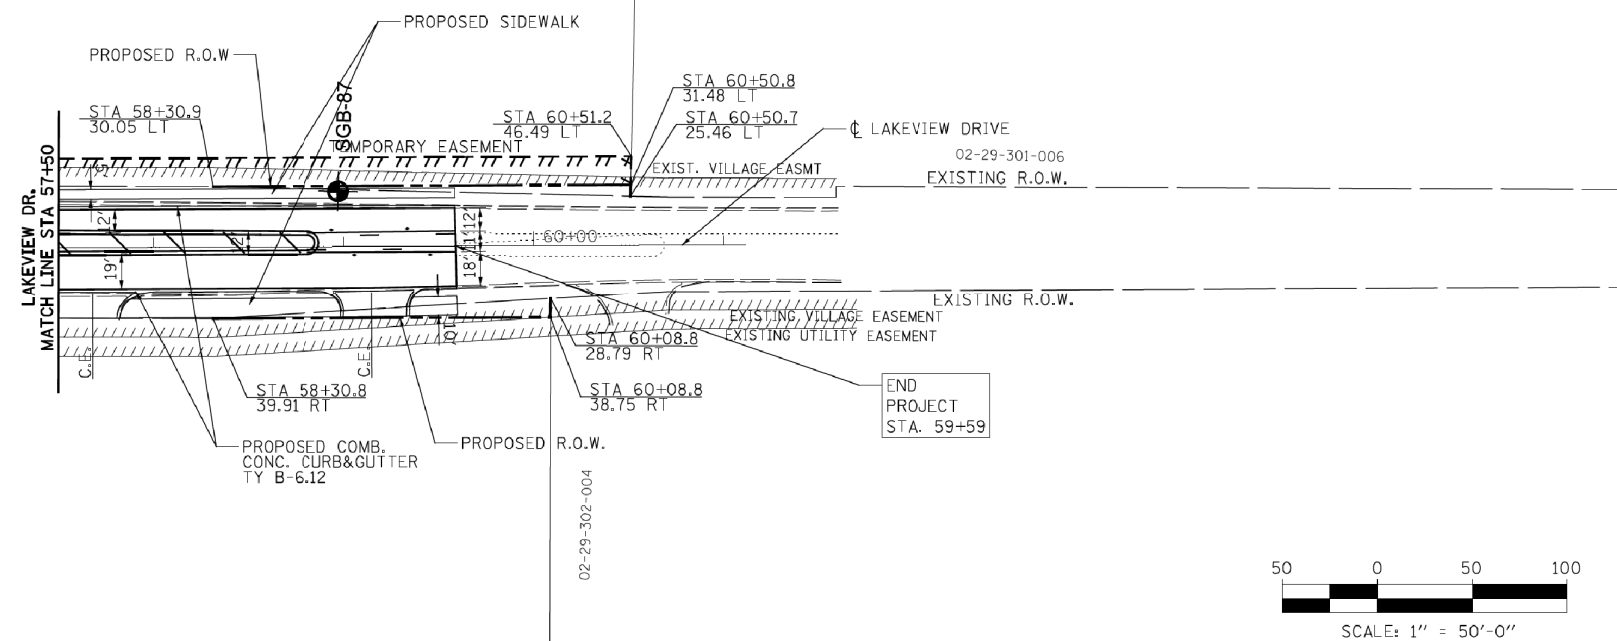 PROPOSED SIDEWALK
PROPOSED R.O.W
STA 58+30.9
30.05 LT
SGB-87
TEMPORARY EASEMENT
STA 60+51.2
46.49 LT
STA 60+50.8
31.48 LT
STA 60+50.7
25.46 LT
℄ LAKEVIEW DRIVE
02-29-301-006
EXIST. VILLAGE EASMT
EXISTING R.O.W.
LAKEVIEW DR.
MATCH LINE STA 57+50
5'
12'
12'
2'
11'
60+00
19'
18'
10'
EXISTING R.O.W.
EXISTING VILLAGE EASEMENT
EXISTING UTILITY EASEMENT
C.E.
C.E.
STA 60+08.8
28.79 RT
STA 58+30.8
39.91 RT
STA 60+08.8
38.75 RT
END
PROJECT
STA. 59+59
PROPOSED COMB.
CONC. CURB&GUTTER
TY B-6.12
PROPOSED R.O.W.
02-29-302-004
50 0 50 100
SCALE: 1" = 50'-0"